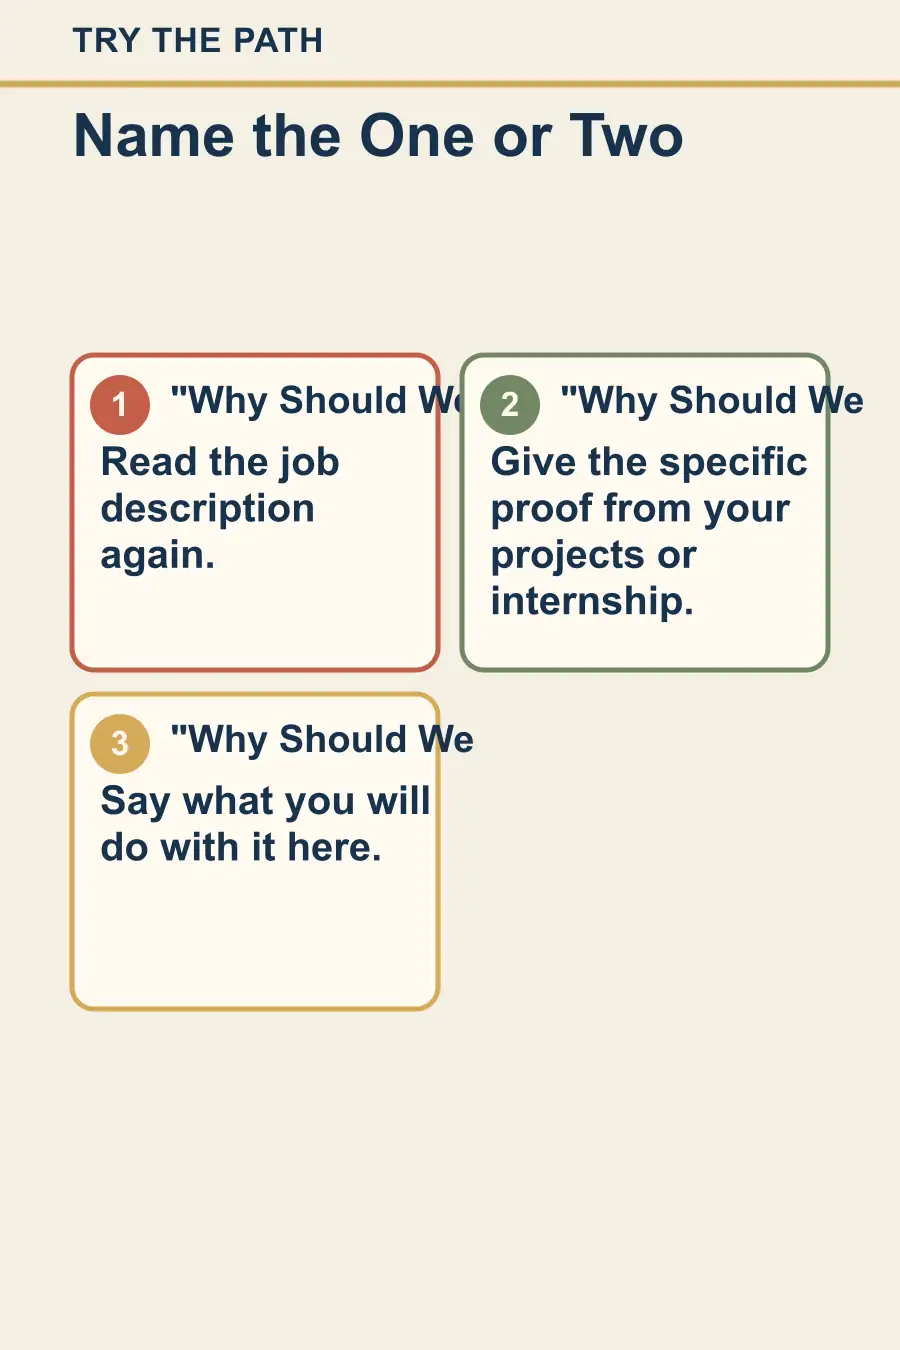 TRY THE PATH
Name the One or Two
1
"Why Should We
Read the job
description
again.
2
"Why Should We
Give the specific
proof from your
projects or
internship.
3
"Why Should We
Say what you will
do with it here.